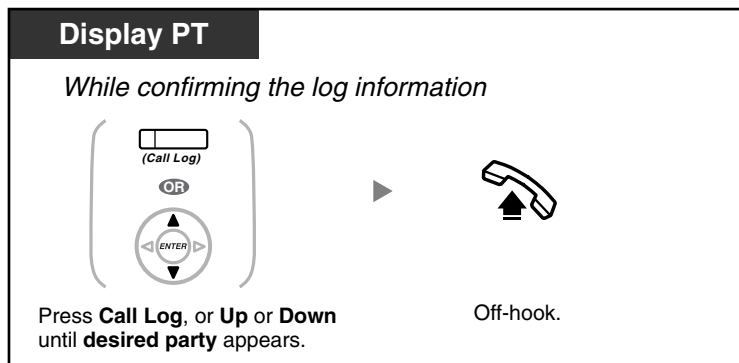 Display PT
While confirming the log information
(Call Log)
OR
ENTER
Press Call Log, or Up or Down
until desired party appears.
Off-hook.